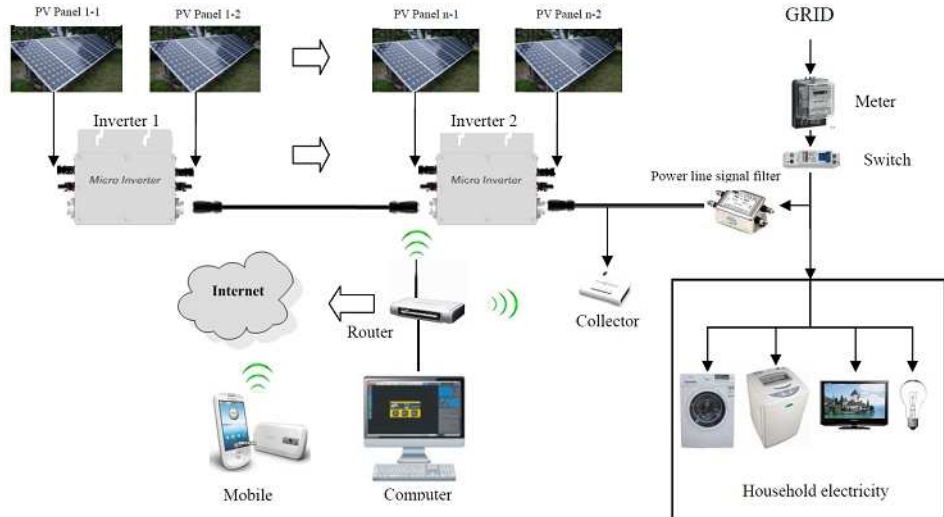 PV Panel 1-1
PV Panel 1-2
PV Panel n-1
PV Panel n-2
GRID
Inverter 1
Inverter 2
Meter
Micro Inverter
Micro Inverter
Switch
Power line signal filter
Internet
Router
Collector
Mobile
Computer
Household electricity